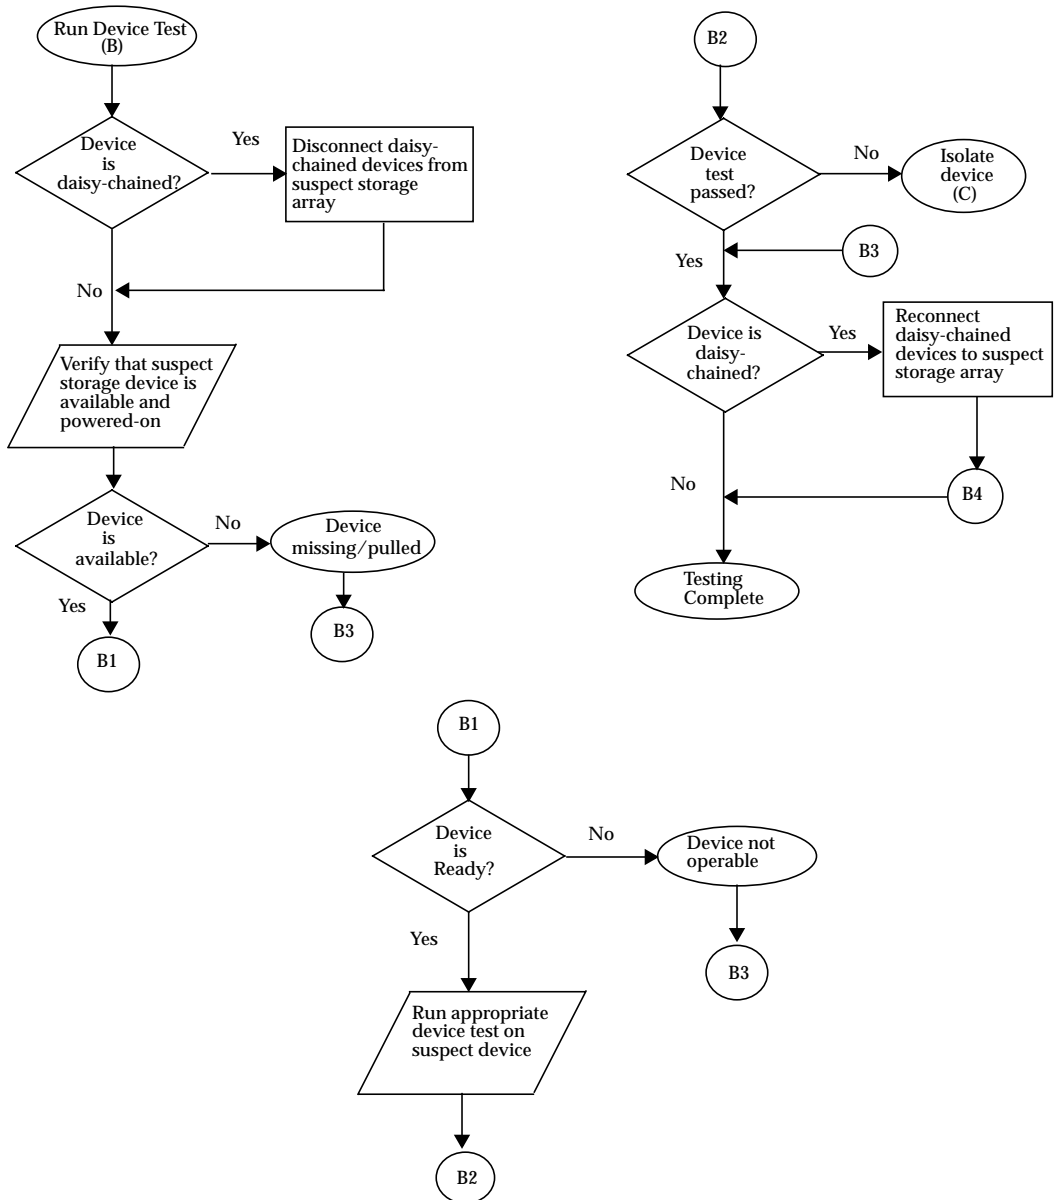 Run Device Test
(B)
Device
is
daisy-chained?
Yes
Disconnect daisy-
chained devices from
suspect storage
array
No
Verify that suspect
storage device is
available and
powered-on
Device
is
available?
No
Device
missing/pulled
Yes
B1
B3
B2
Device
test
passed?
No
Isolate
device
(C)
Yes
B3
Device is
daisy-
chained?
Yes
Reconnect
daisy-chained
devices to suspect
storage array
No
B4
Testing
Complete
B1
Device
is
Ready?
No
Device not
operable
Yes
B3
Run appropriate
device test on
suspect device
B2